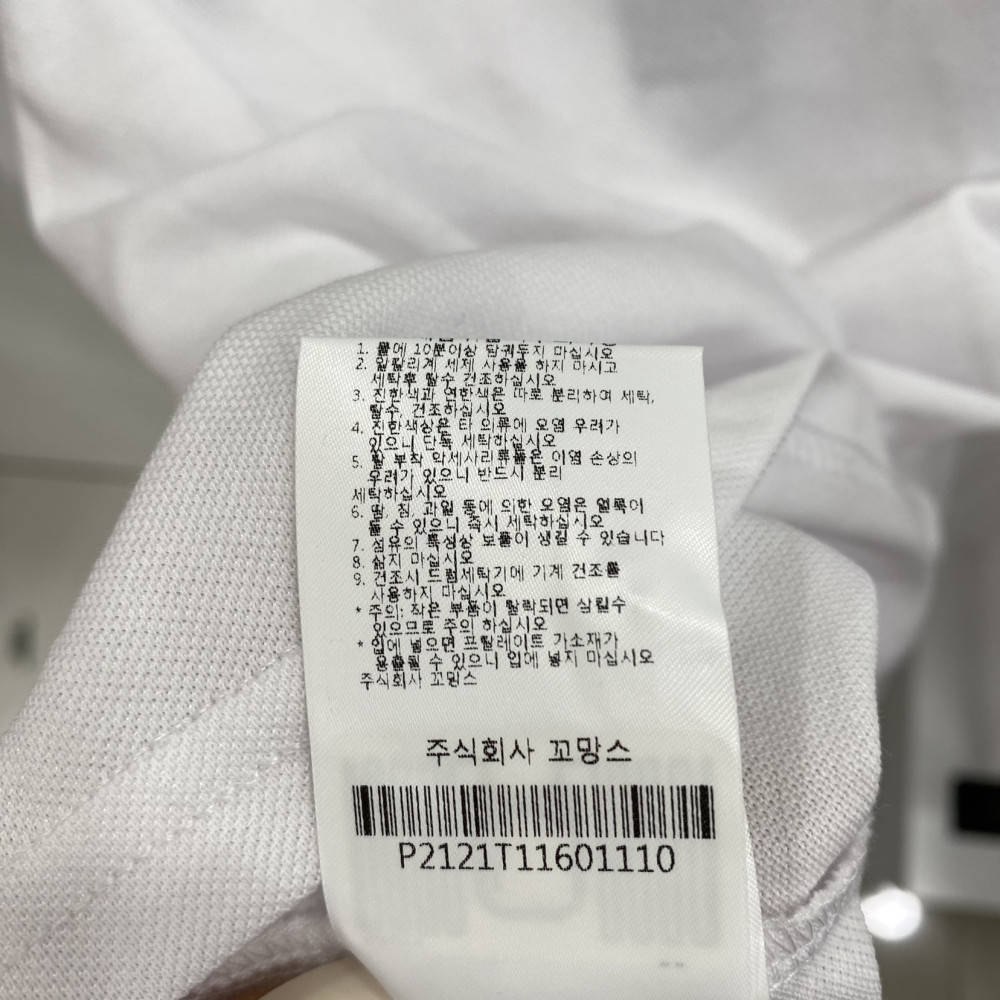 1. 물에 10분이상 담궈두지 마십시오
2. 알칼리계 세제 사용을 하지 마시고
세탁후 탈수 건조하십시오
3. 진한색과 연한색은 따로 분리하여 세탁,
탈수, 건조하십시오
4. 진한색상은 타 의류에 오염 우려가
있으니 단독 세탁하십시오
5. 탈 부착 악세사리류들은 이염 손상의
우려가 있으니 반드시 분리
세탁하십시오
6. 땀, 침, 과일 등에 의한 오염은 얼룩이
될 수 있으니 즉시 세탁하십시오
7. 섬유의 특성상 보풀이 생길 수 있습니다
8. 삶지 마십시오
9. 건조시 드럼세탁기에 기계 건조를
사용하지 마십시오
* 주의: 작은 부품이 탈락되면 삼킬수
있으므로 주의 하십시오
* 입에 넣으면 프탈레이트 가소재가
용출될 수 있으니 입에 넣지 마십시오
주식회사 꼬망스
주식회사 꼬망스
P2121T11601110